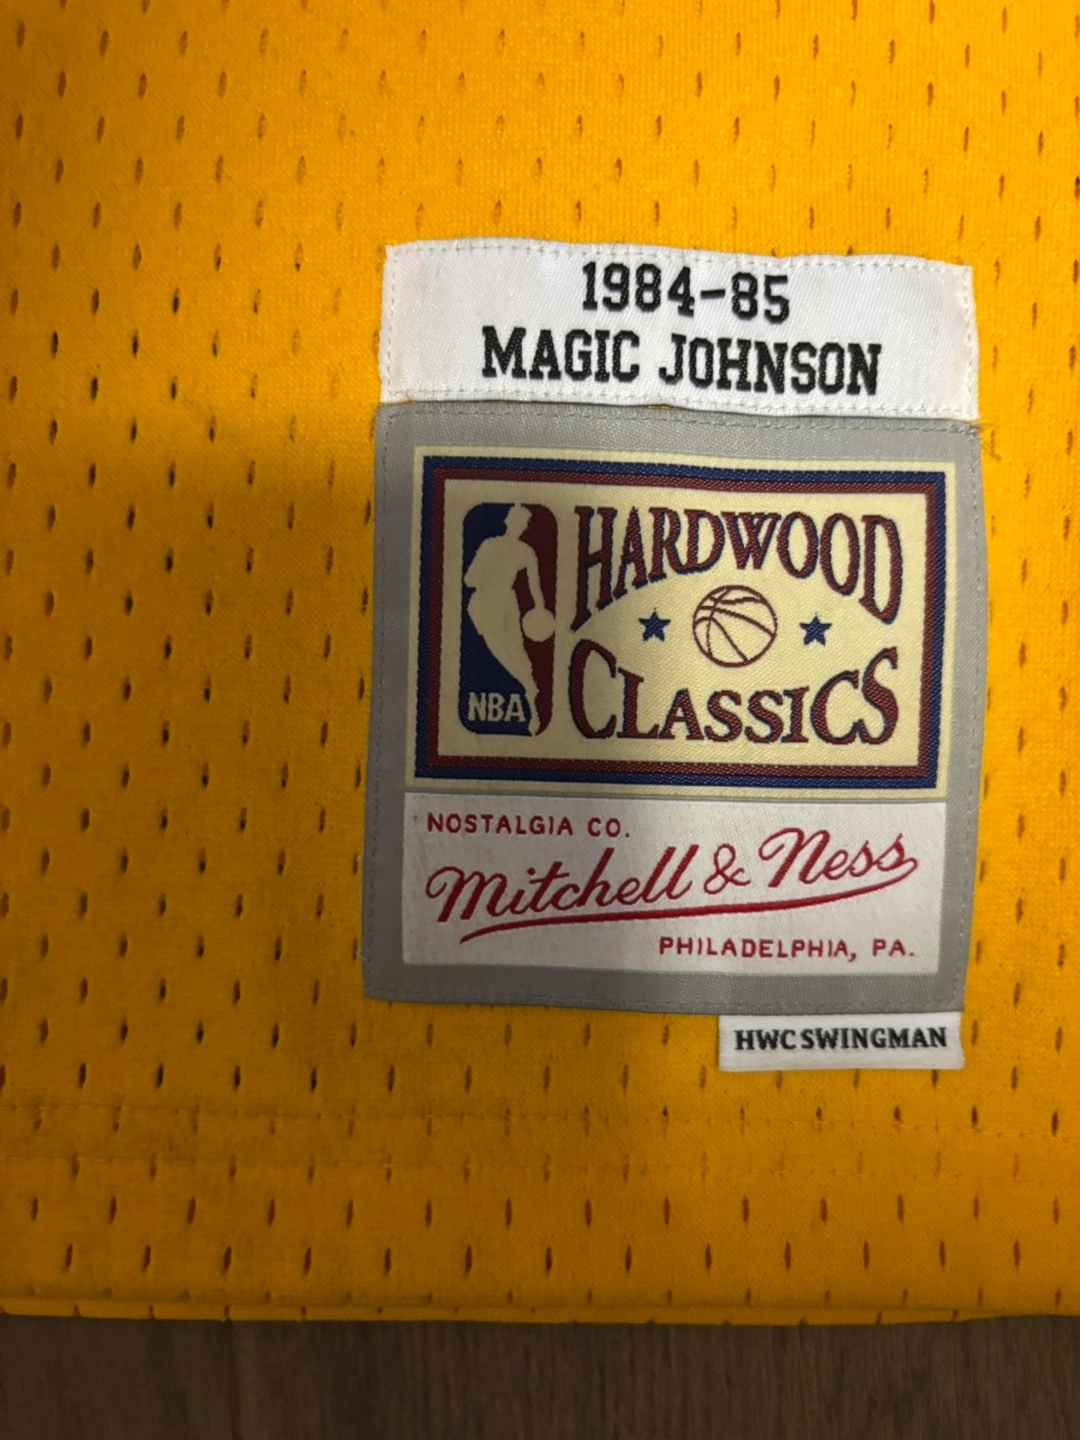 1984-85
MAGIC JOHNSON
HARDWOOD
CLASSICS
NBA
NOSTALGIA CO.
Mitchell & Ness
PHILADELPHIA, PA.
HWC SWINGMAN